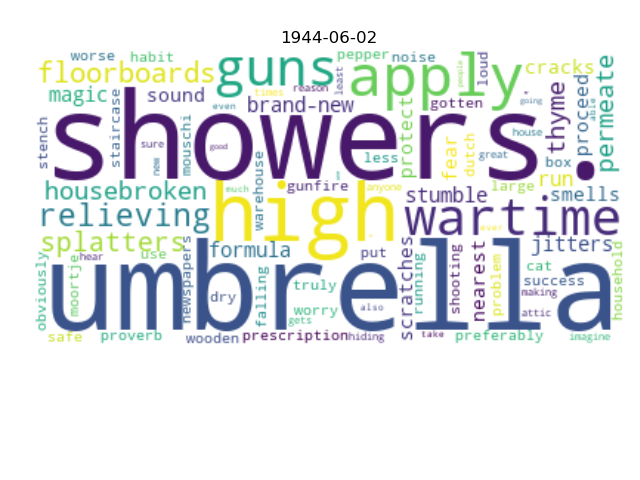 1944-06-02
worse habit pepper noise
floorboards guns apply loud people cracks
magic sound brand-new reason least gotten going
times even
showers.
stench staircase sure new mouschi good protect fear dutch great house able box thyme proceed permeate
less run
housebroken much warehouse gunfire anyone large smells
relieving high stumble wartime
ever
splatters formula jitters
obviously moortje hear use newspapers put cat
umbrella
dry falling truly worry gets also scratches running shooting nearest problem success making attic household
safe proverb wooden prescription hiding take preferably imagine